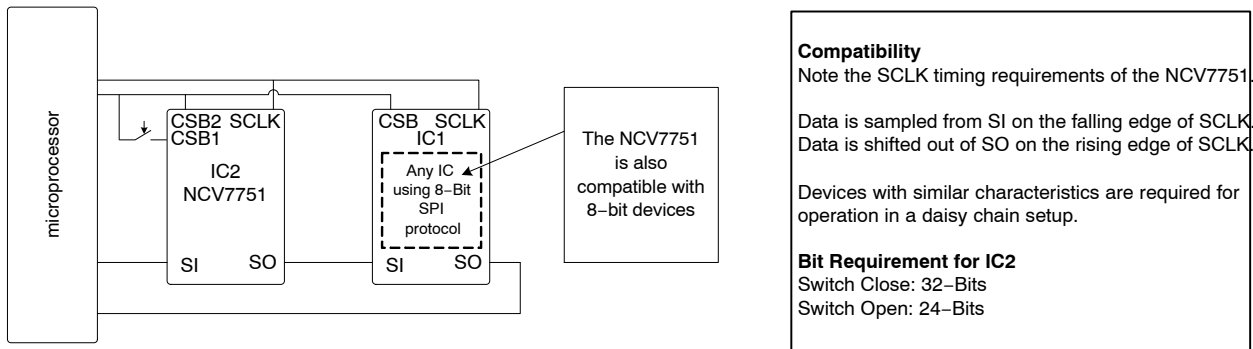 microprocessor
CSB2 SCLK
CSB1
IC2
NCV7751
SI SO
CSB SCLK
IC1
Any IC
using 8−Bit
SPI
protocol
SI SO
The NCV7751
is also
compatible with
8−bit devices
Compatibility
Note the SCLK timing requirements of the NCV7751.
Data is sampled from SI on the falling edge of SCLK.
Data is shifted out of SO on the rising edge of SCLK.
Devices with similar characteristics are required for
operation in a daisy chain setup.
Bit Requirement for IC2
Switch Close: 32−Bits
Switch Open: 24−Bits